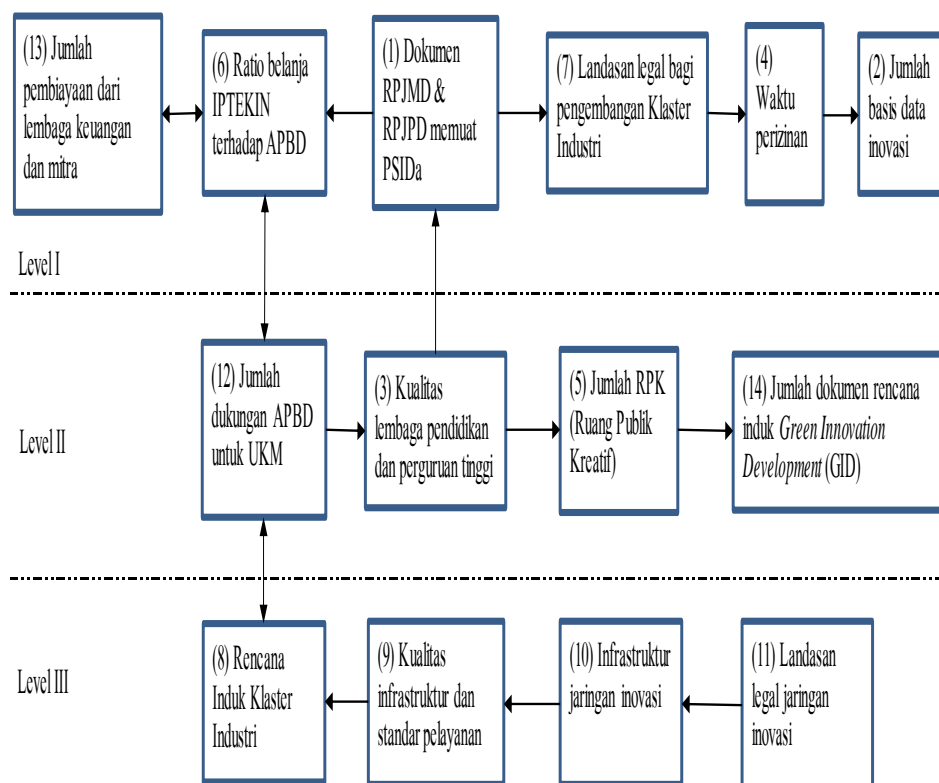 (13) Jumlah
pembiayaan dari
lembaga keuangan
dan mitra
(6) Ratio belanja
IPTEKIN
terhadap APBD
(1) Dokumen
RPJMD &
RPJPD memuat
PSIDa
(7) Landasan legal bagi
pengembangan Klaster
Industri
(4)
Waktu
perizinan
(2) Jumlah
basis data
inovasi
Level I
(12) Jumlah
dukungan APBD
untuk UKM
(3) Kualitas
lembaga pendidikan
dan perguruan tinggi
(5) Jumlah RPK
(Ruang Publik
Kreatif)
(14) Jumlah dokumen rencana
induk Green Innovation
Development (GID)
Level II
(8) Rencana
Induk Klaster
Industri
(9) Kualitas
infrastruktur dan
standar pelayanan
(10) Infrastruktur
jaringan inovasi
(11) Landasan
legal jaringan
inovasi
Level III